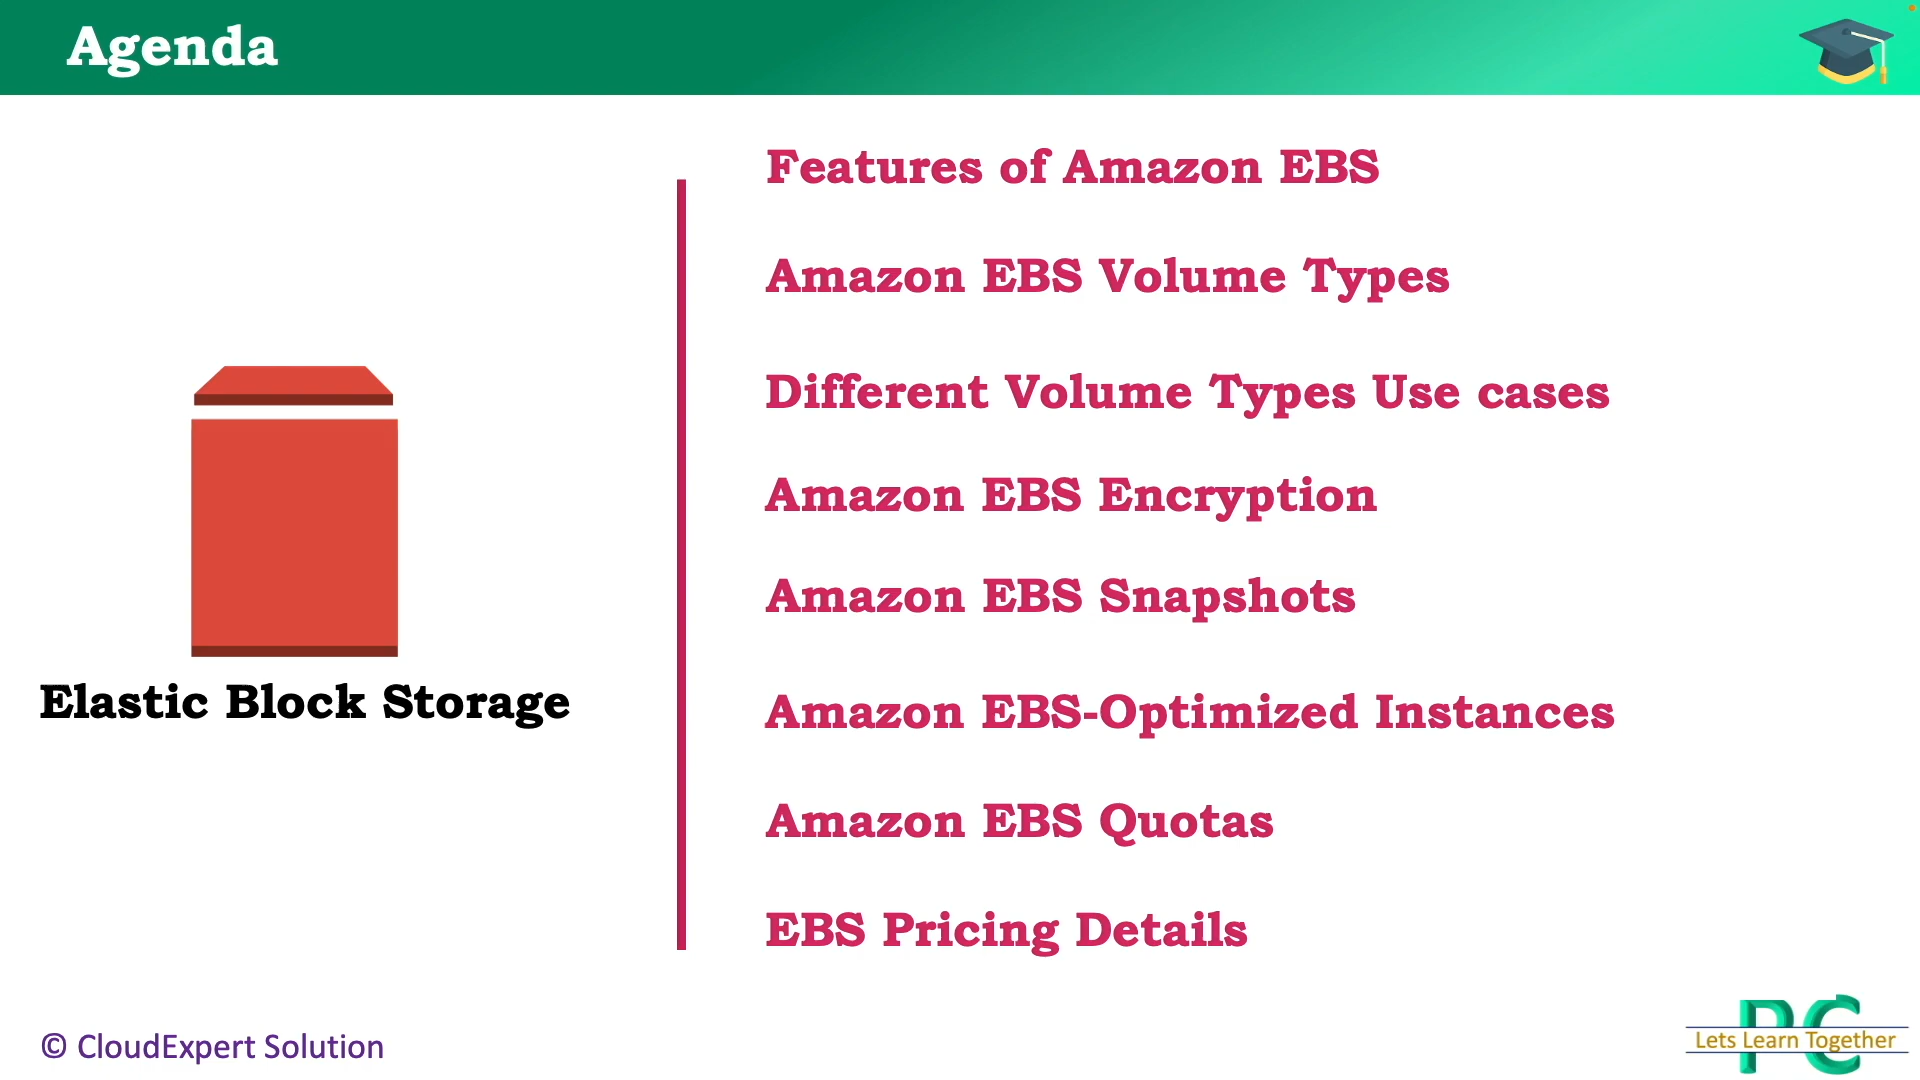 Agenda
Features of Amazon EBS
Amazon EBS Volume Types
Different Volume Types Use cases
Amazon EBS Encryption
Amazon EBS Snapshots
Elastic Block Storage
Amazon EBS-Optimized Instances
Amazon EBS Quotas
EBS Pricing Details
© CloudExpert Solution
PC
Lets Learn Together